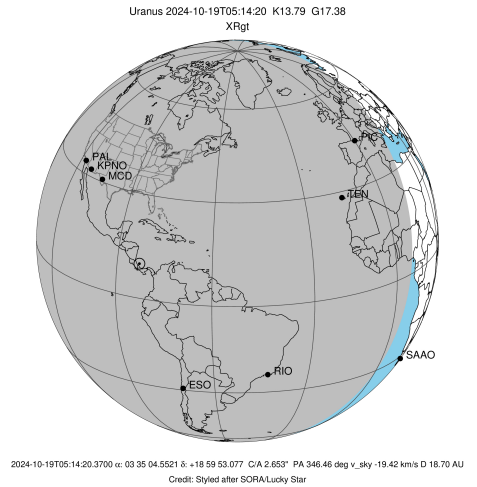 Uranus 2024-10-19T05:14:20 K13.79 G17.38
XRgt
PIC
PAL
KPNO
MCD
TEN
SAAO
RIO
ESO
2024-10-19T05:14:20.3700 α: 03 35 04.5521 δ: +18 59 53.077 C/A 2.653" PA 346.46 deg v_sky -19.42 km/s D 18.70 AU
Credit: Styled after SORA/Lucky Star